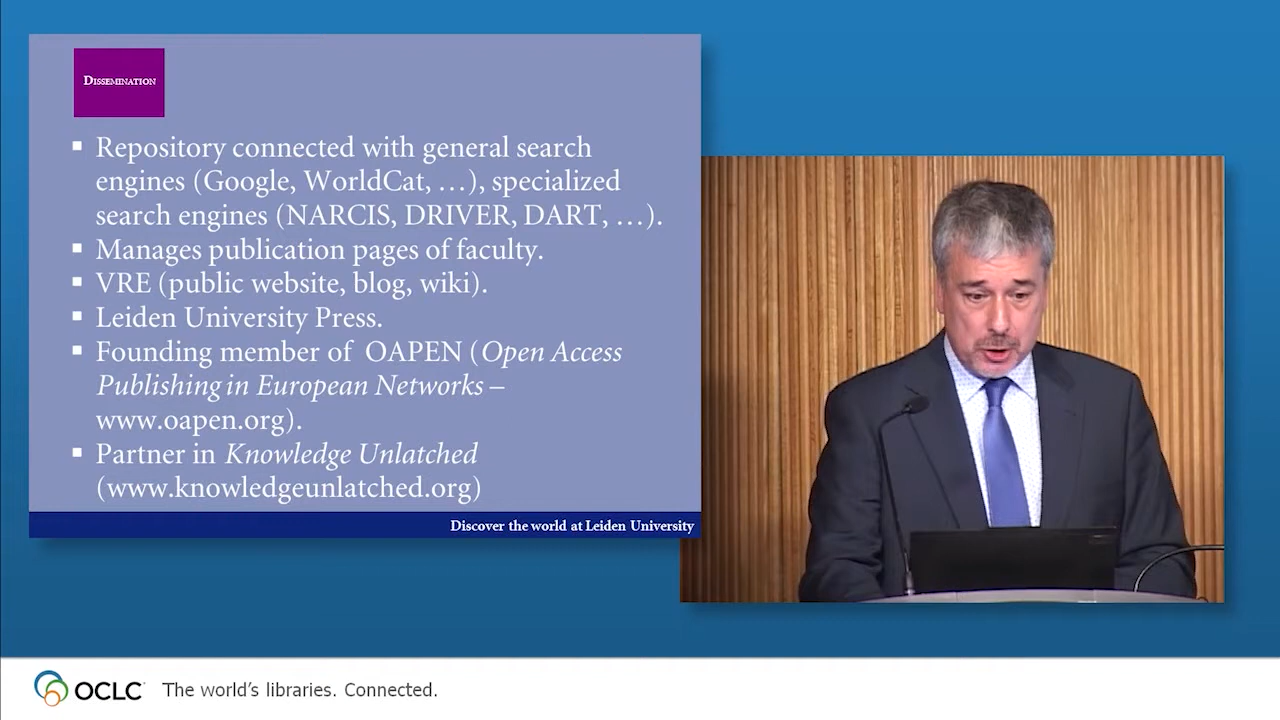 DISSEMINATION
▪ Repository connected with general search
engines (Google, WorldCat, …), specialized
search engines (NARCIS, DRIVER, DART, …).
▪ Manages publication pages of faculty.
▪ VRE (public website, blog, wiki).
▪ Leiden University Press.
▪ Founding member of OAPEN (Open Access
Publishing in European Networks –
www.oapen.org).
▪ Partner in Knowledge Unlatched
(www.knowledgeunlatched.org)
Discover the world at Leiden University
OCLC The world's libraries. Connected.